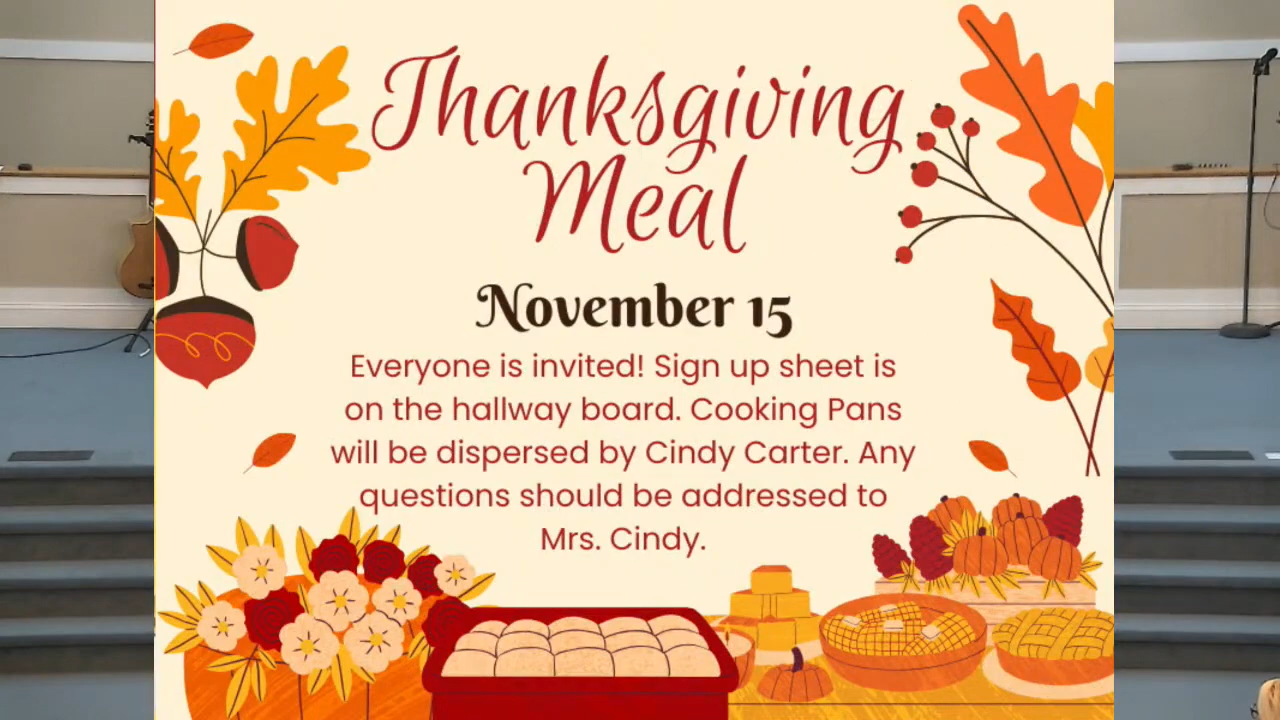 Thanksgiving
Meal
November 15
Everyone is invited! Sign up sheet is
on the hallway board. Cooking Pans
will be dispersed by Cindy Carter. Any
questions should be addressed to
Mrs. Cindy.